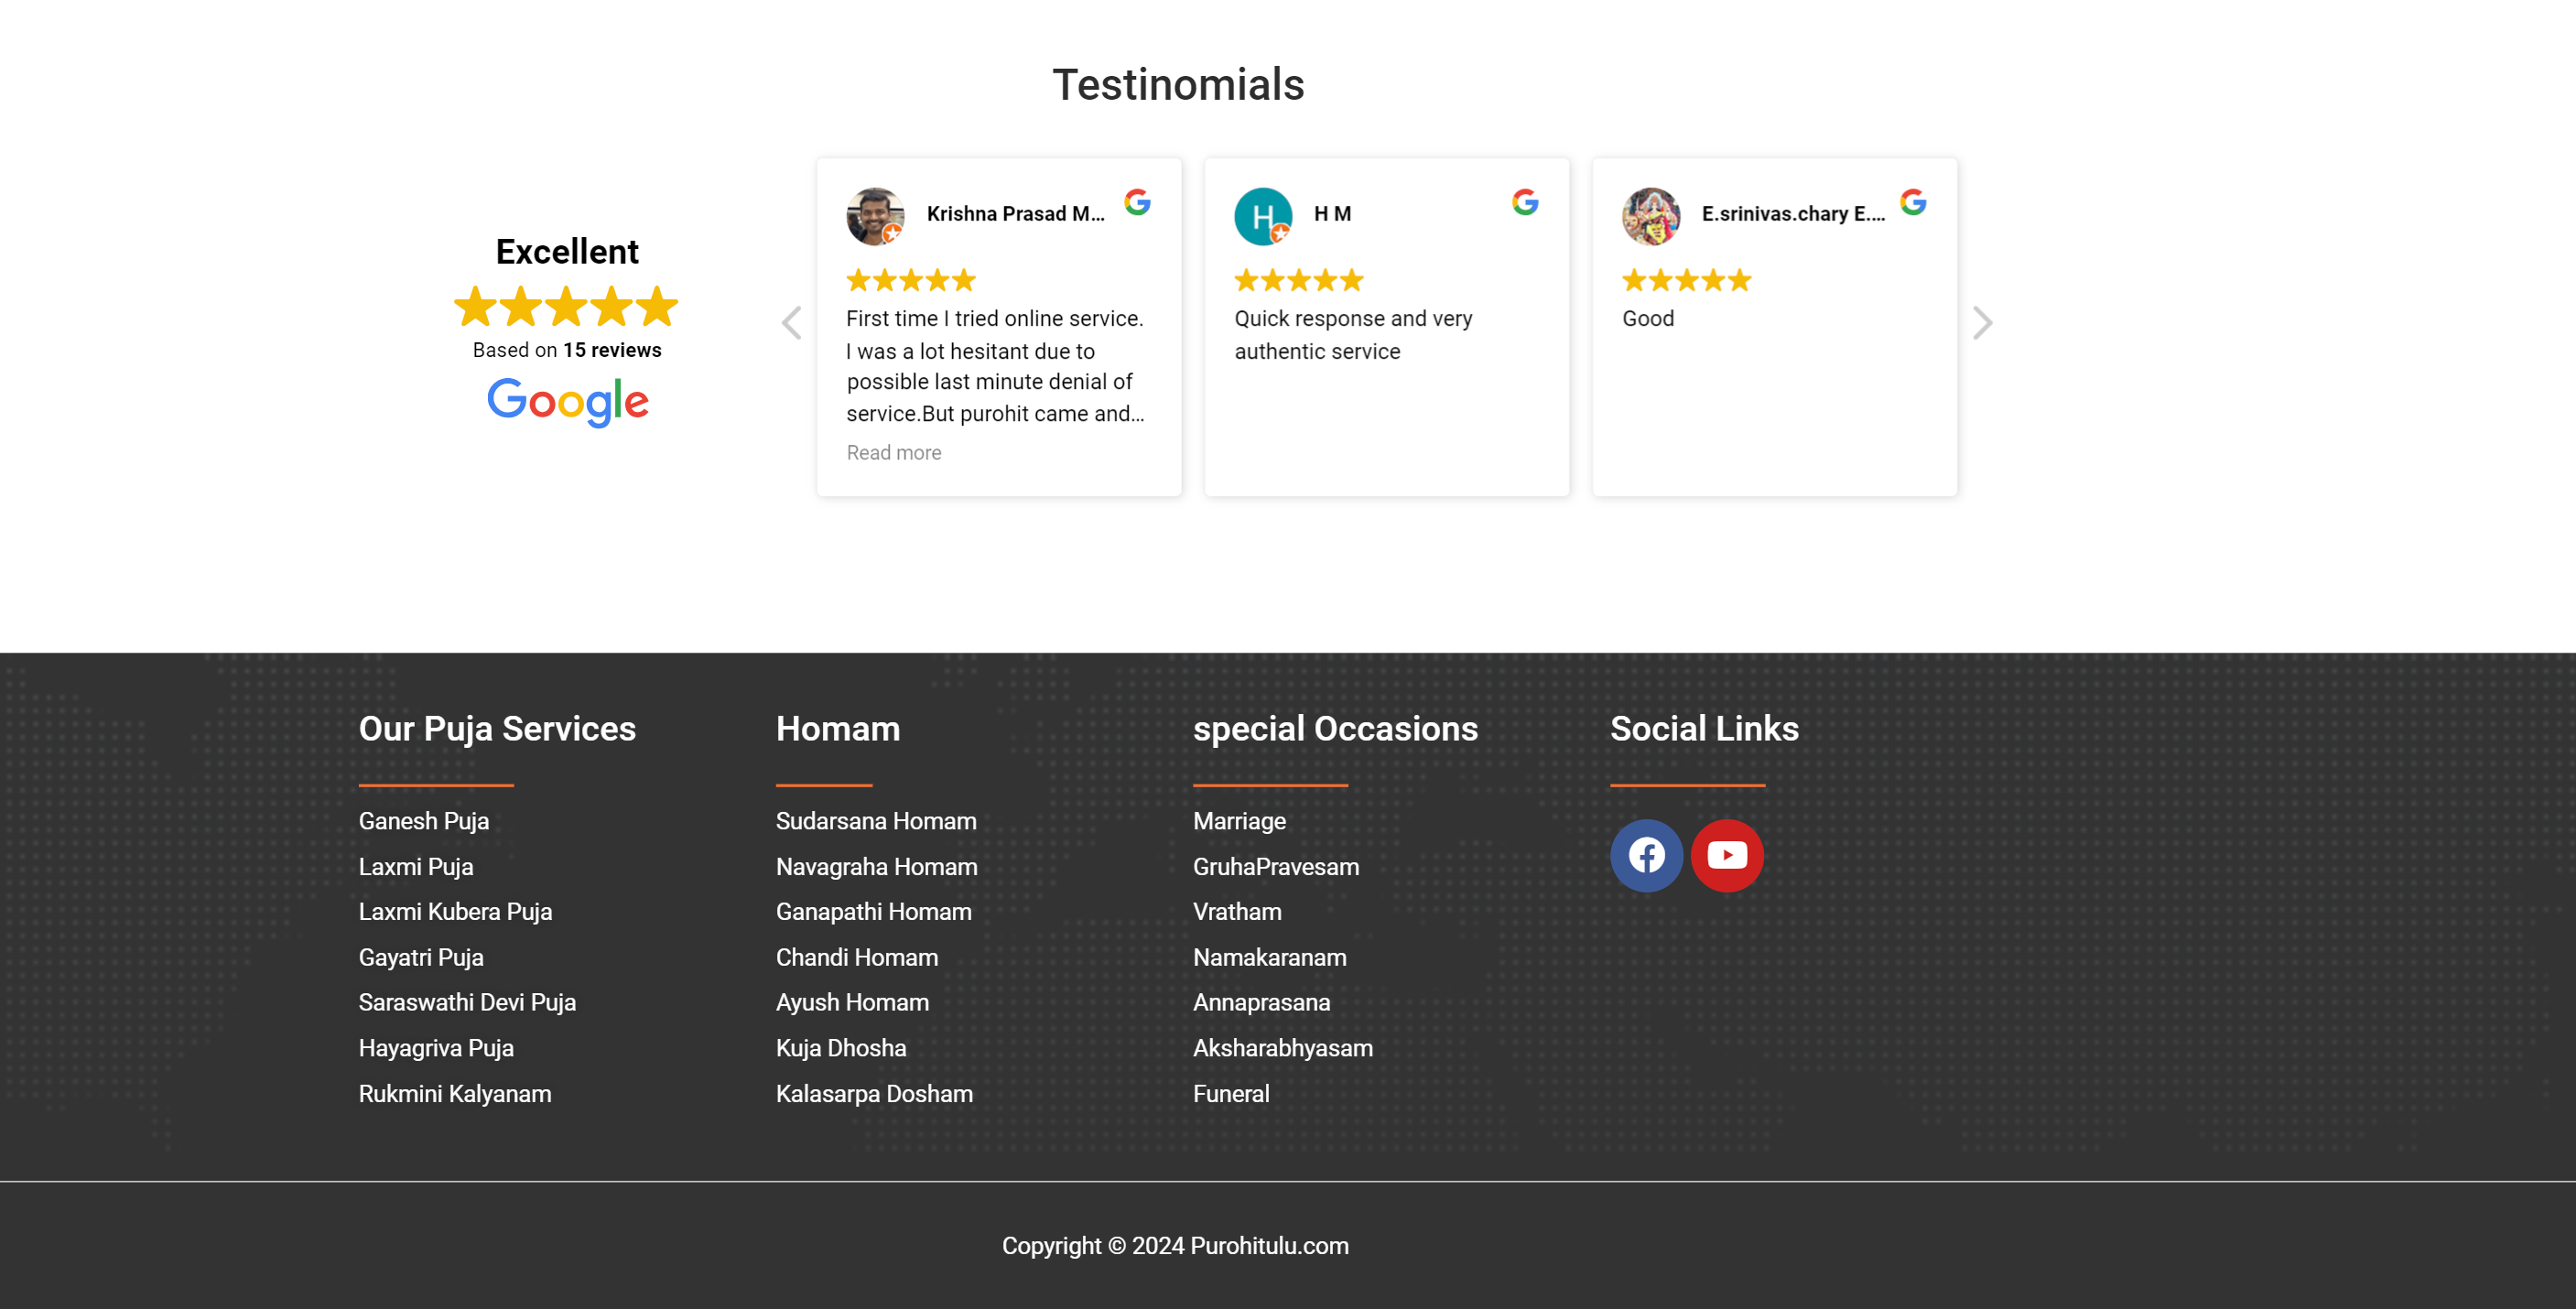 Testinomials
Excellent
Based on 15 reviews
Google
Krishna Prasad M...
First time I tried online service.
I was a lot hesitant due to
possible last minute denial of
service.But purohit came and...
Read more
H
H M
Quick response and very
authentic service
E.srinivas.chary E....
Good
Our Puja Services
Ganesh Puja
Laxmi Puja
Laxmi Kubera Puja
Gayatri Puja
Saraswathi Devi Puja
Hayagriva Puja
Rukmini Kalyanam
Homam
Sudarsana Homam
Navagraha Homam
Ganapathi Homam
Chandi Homam
Ayush Homam
Kuja Dhosha
Kalasarpa Dosham
special Occasions
Marriage
GruhaPravesam
Vratham
Namakaranam
Annaprasana
Aksharabhyasam
Funeral
Social Links
Copyright © 2024 Purohitulu.com